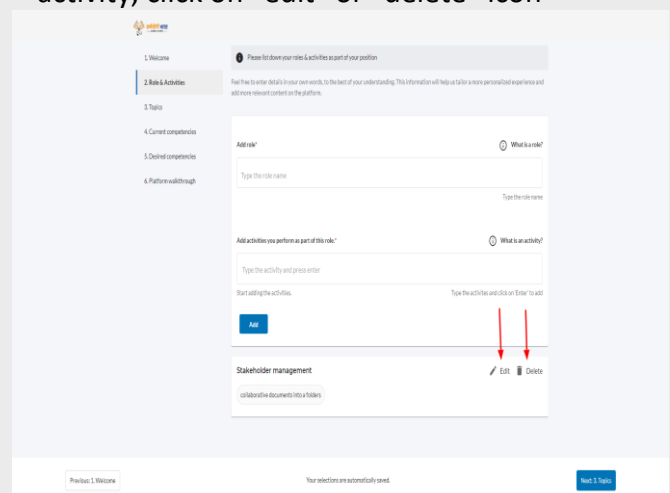 activity, click on "edit" or "delete" icon
1. Welcome
Please list down your roles & activities as part of your position
2. Role & Activities
Feel free to enter details in your own words, to the best of your understanding. This information will help us tailor a more personalized experience and
add more relevant content on the platform.
3. Topics
4. Current competencies
5. Desired competencies
6. Platform walkthrough
Add role* What is a role?
Type the role name
Type the role name
Add activities you perform as part of this role.* What is an activity?
Type the activity and press enter
Start adding the activities. Type the activites and click on 'Enter' to add
Add
Stakeholder management Edit Delete
collaborative documents into a folders
Previous: 1. Welcome Your selections are automatically saved. Next: 3. Topics